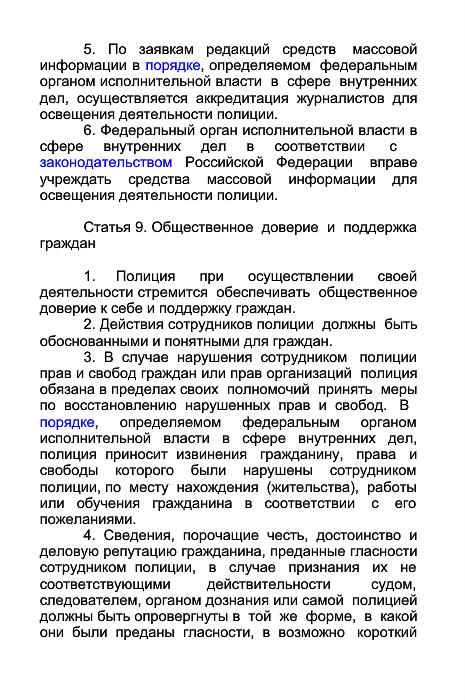 5. По заявкам редакций средств массовой
информации в порядке, определяемом федеральным
органом исполнительной власти в сфере внутренних
дел, осуществляется аккредитация журналистов для
освещения деятельности полиции.
6. Федеральный орган исполнительной власти в
сфере внутренних дел в соответствии с
законодательством Российской Федерации вправе
учреждать средства массовой информации для
освещения деятельности полиции.
Статья 9. Общественное доверие и поддержка
граждан
1. Полиция при осуществлении своей
деятельности стремится обеспечивать общественное
доверие к себе и поддержку граждан.
2. Действия сотрудников полиции должны быть
обоснованными и понятными для граждан.
3. В случае нарушения сотрудником полиции
прав и свобод граждан или прав организаций полиция
обязана в пределах своих полномочий принять меры
по восстановлению нарушенных прав и свобод. В
порядке, определяемом федеральным органом
исполнительной власти в сфере внутренних дел,
полиция приносит извинения гражданину, права и
свободы которого были нарушены сотрудником
полиции, по месту нахождения (жительства), работы
или обучения гражданина в соответствии с его
пожеланиями.
4. Сведения, порочащие честь, достоинство и
деловую репутацию гражданина, преданные гласности
сотрудником полиции, в случае признания их не
соответствующими действительности судом,
следователем, органом дознания или самой полицией
должны быть опровергнуты в той же форме, в какой
они были преданы гласности, в возможно короткий